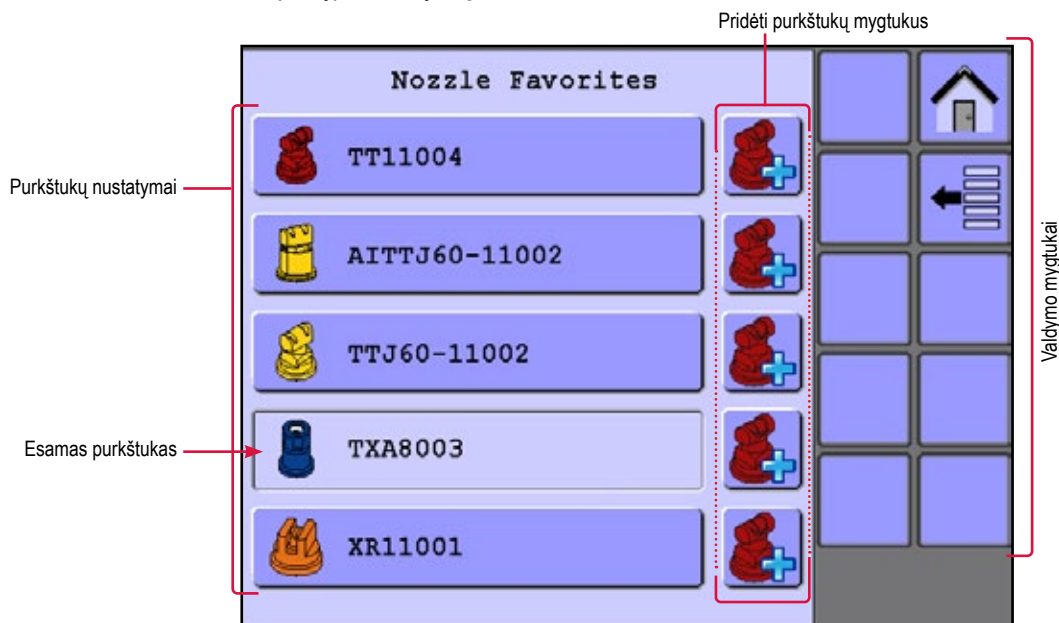 Pridėti purkštukų mygtukus
Nozzle Favorites
TT11004
Purkštukų nustatymai
AITTJ60-11002
TTJ60-11002
Esamas purkštukas
TXA8003
XR11001
Valdymo mygtukai